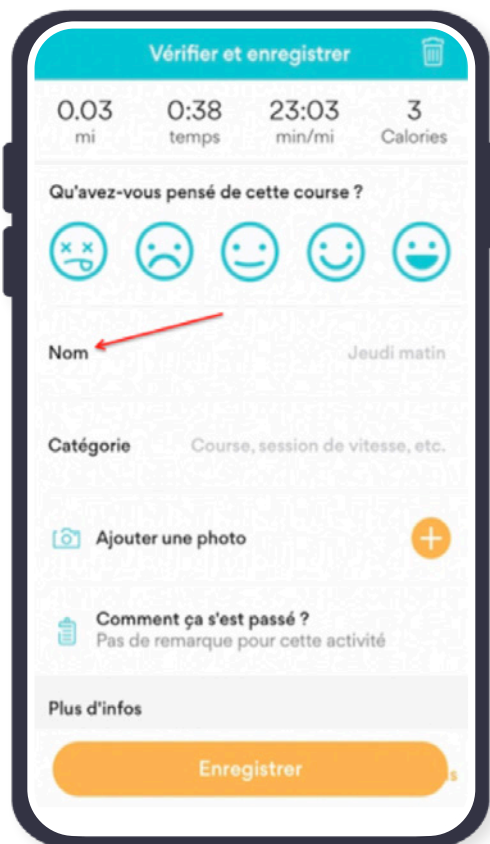 Vérifier et enregistrer
0.03 0:38 23:03 3
mi temps min/mi Calories
Qu'avez-vous pensé de cette course ?
Nom Jeudi matin
Catégorie Course, session de vitesse, etc.
Ajouter une photo
Comment ça s'est passé ?
Pas de remarque pour cette activité
Plus d'infos
Enregistrer